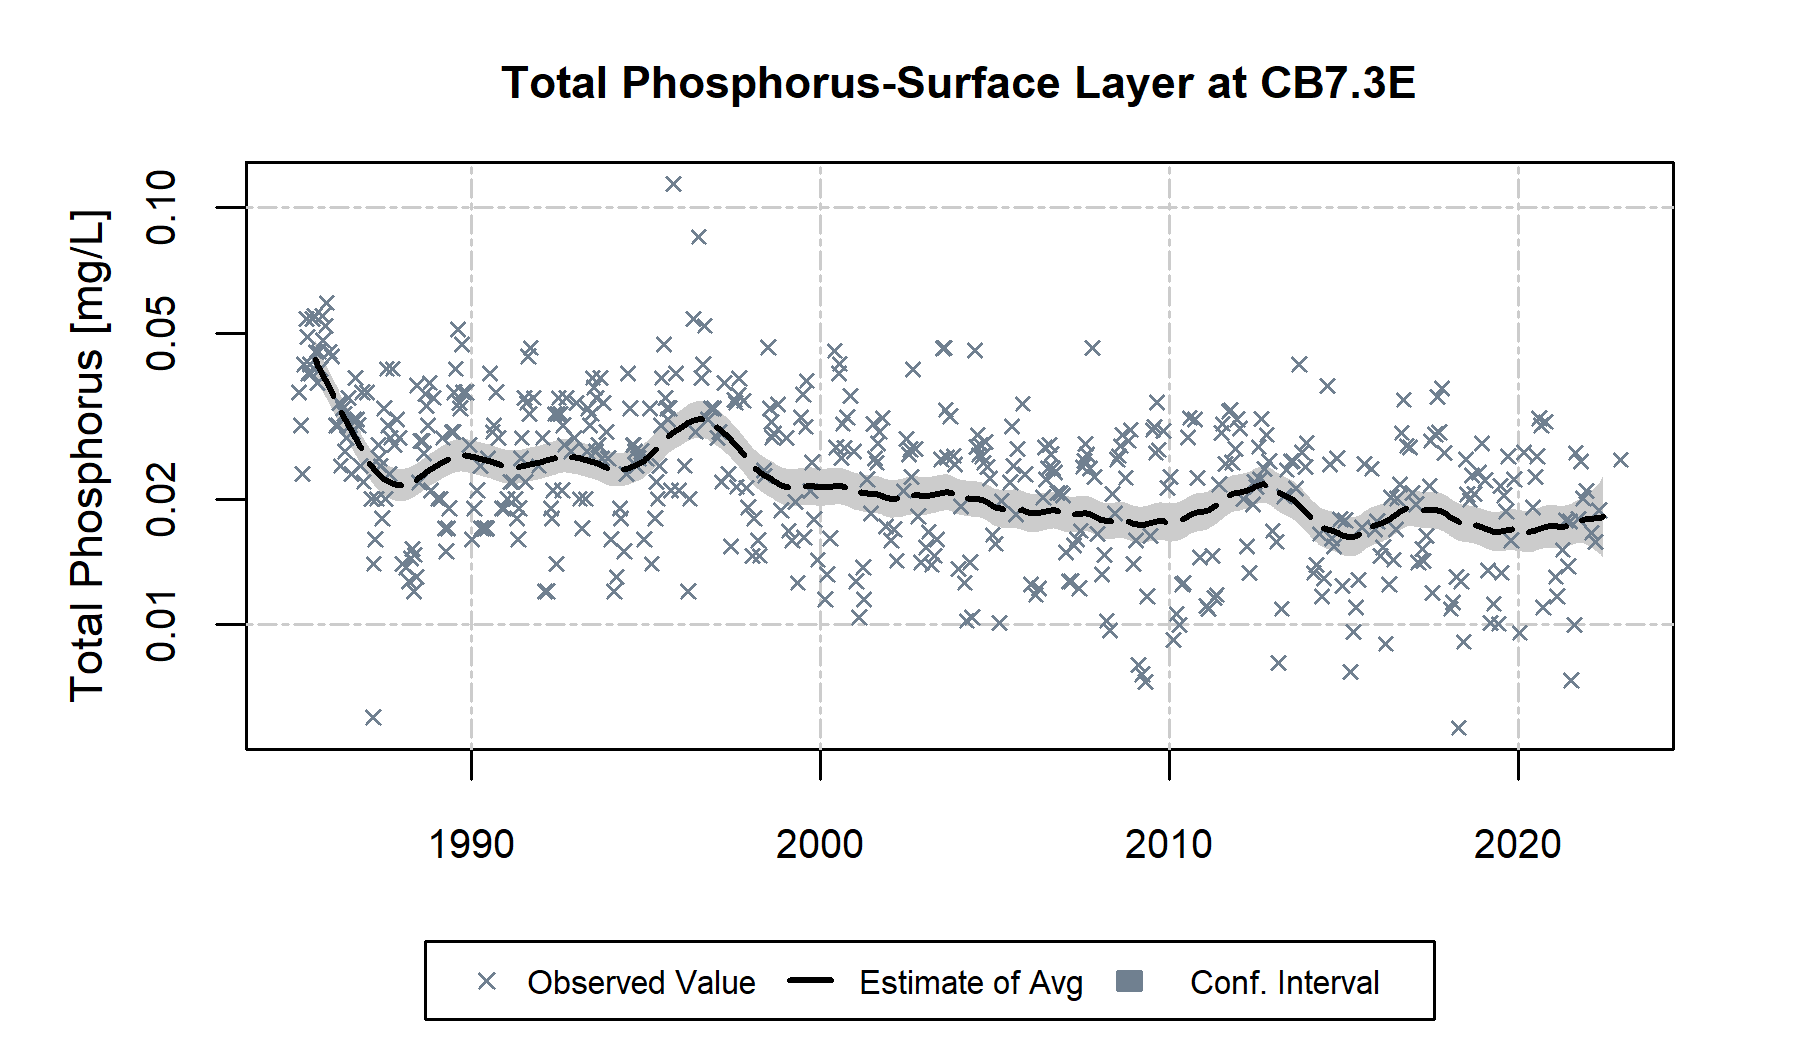 Total Phosphorus-Surface Layer at CB7.3E
Total Phosphorus [mg/L]
0.10
0.05
0.02
0.01
1990 2000 2010 2020
Observed Value Estimate of Avg Conf. Interval